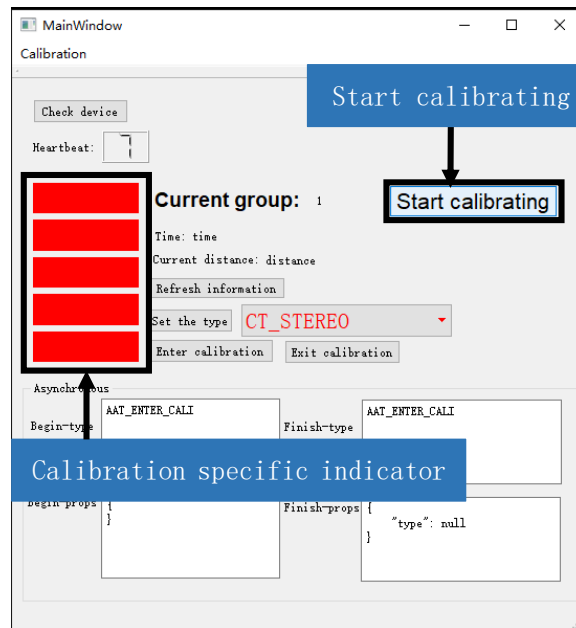 MainWindow
Calibration
Start calibrating
Check device
Heartbeat: 7
Current group: 1
Start calibrating
Time: time
Current distance: distance
Refresh information
Set the type CT_STEREO
Enter calibration Exit calibration
Asynchronous
Begin-type AAT_ENTER_CALI Finish-type AAT_ENTER_CALI
Calibration specific indicator
Begin-props { } Finish-props {
"type": null
}